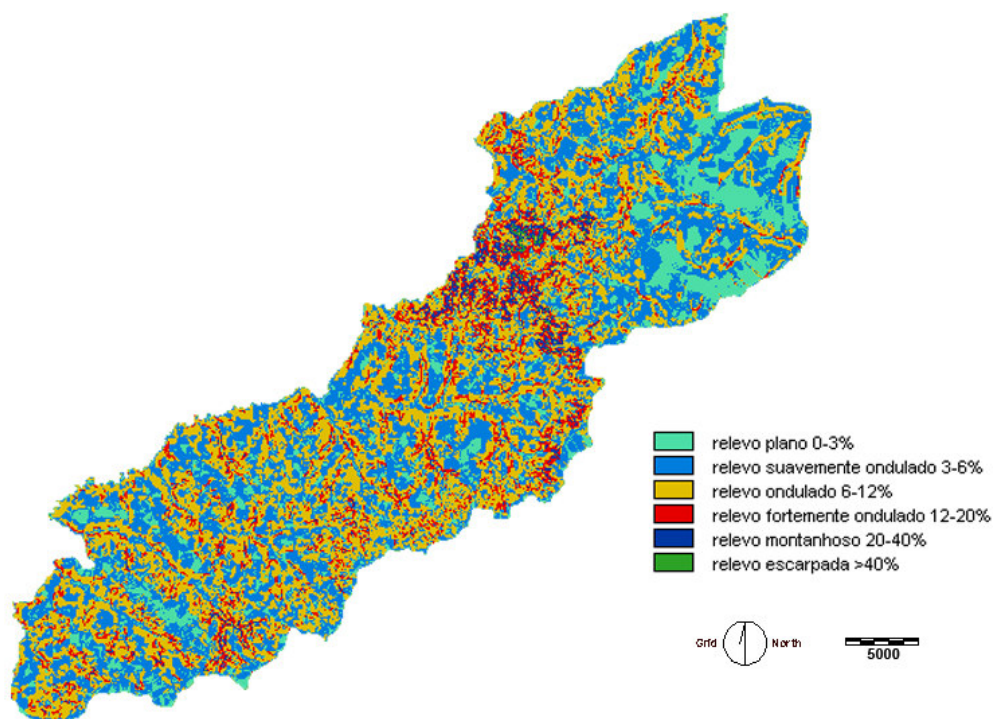 relevo plano 0-3%
relevo suavemente ondulado 3-6%
relevo ondulado 6-12%
relevo fortemente ondulado 12-20%
relevo montanhoso 20-40%
relevo escarpada >40%
Grid North
5000